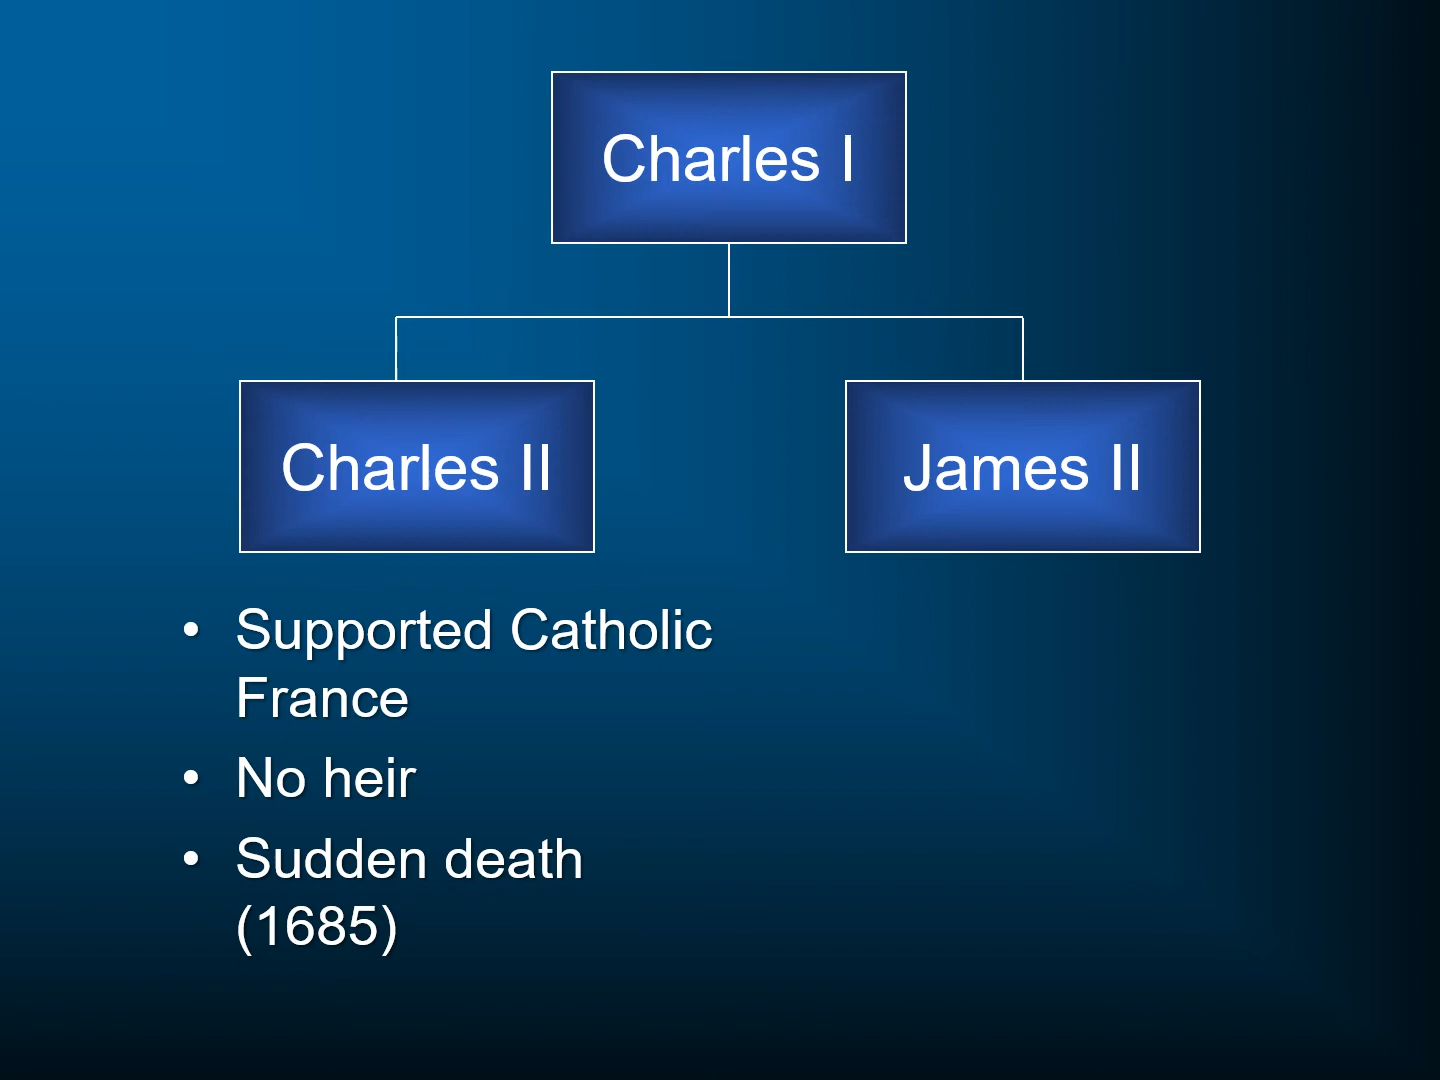 Charles I
Charles II
James II
• Supported Catholic
France
• No heir
• Sudden death
(1685)